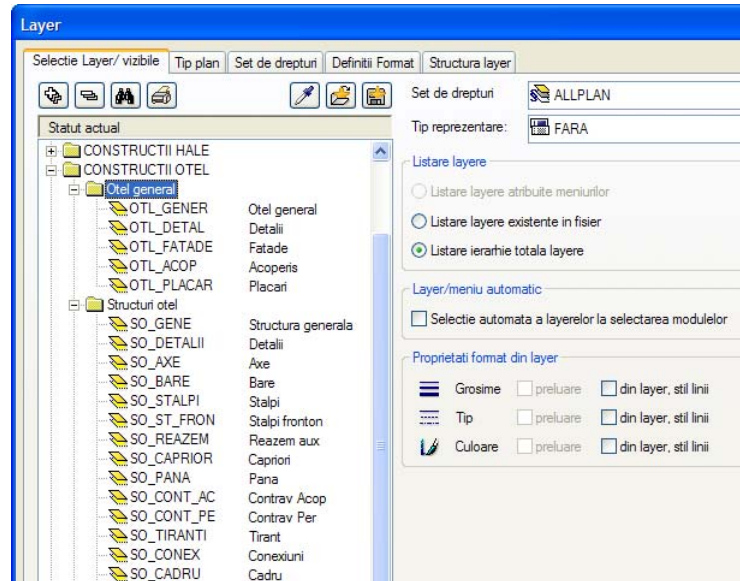 Layer
Selectie Layer/ vizibile Tip plan Set de drepturi Definitii Format Structura layer
Set de drepturi ALLPLAN
Statut actual
Tip reprezentare: FARA
CONSTRUCTII HALE
CONSTRUCTII OTEL
Otel general
OTL_GENER Otel general
OTL_DETAL Detalii
OTL_FATADE Fatade
OTL_ACOP Acoperis
OTL_PLACAR Placari
Structuri otel
SO_GENE Structura generala
SO_DETALII Detalii
SO_AXE Axe
SO_BARE Bare
SO_STALPI Stalpi
SO_ST_FRON Stalpi fronton
SO_REAZEM Reazem aux
SO_CAPRIOR Capriori
SO_PANA Pana
SO_CONT_AC Contrav Acop
SO_CONT_PE Contrav Per
SO_TIRANTI Tirant
SO_CONEX Conexiuni
SO_CADRU Cadru
Listare layere
Listare layere atribuite meniurilor
Listare layere existente in fisier
Listare ierarhie totala layere
Layer/meniu automatic
Selectie automata a layerelor la selectarea modulelor
Proprietati format din layer
Grosime preluare din layer, stil linii
Tip preluare din layer, stil linii
Culoare preluare din layer, stil linii